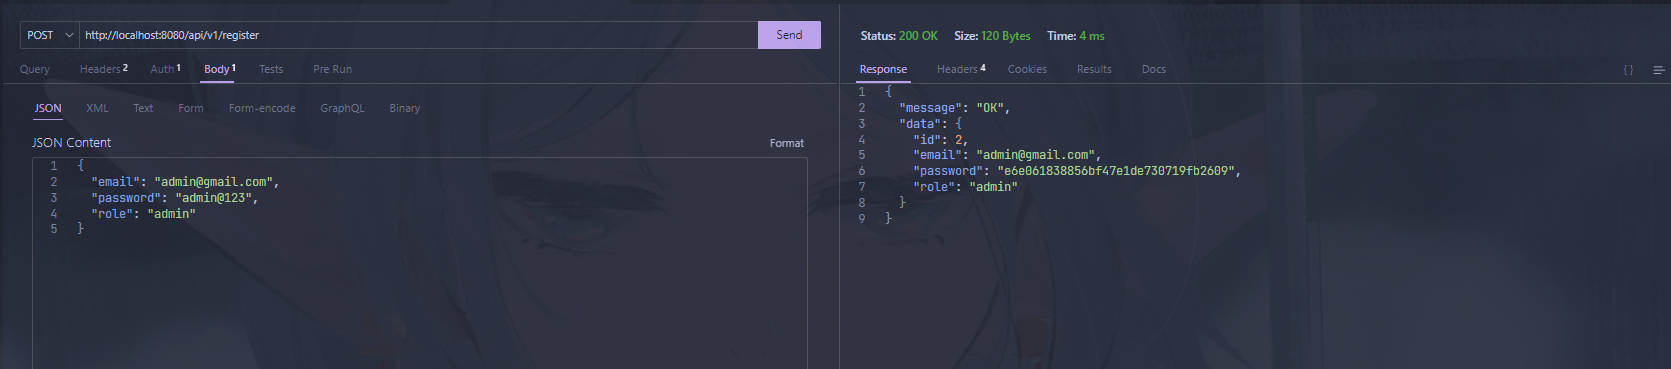 POST http://localhost:8080/api/v1/register Send
Query Headers 2 Auth 1 Body 1 Tests Pre Run
JSON XML Text Form Form-encode GraphQL Binary
JSON Content Format
1 {
2 "email": "admin@gmail.com",
3 "password": "admin@123",
4 "role": "admin"
5 }
Status: 200 OK Size: 120 Bytes Time: 4 ms
Response Headers 4 Cookies Results Docs { }
1 {
2 "message": "OK",
3 "data": {
4 "id": 2,
5 "email": "admin@gmail.com",
6 "password": "e6e061838856bf47e1de730719fb2609",
7 "role": "admin"
8 }
9 }